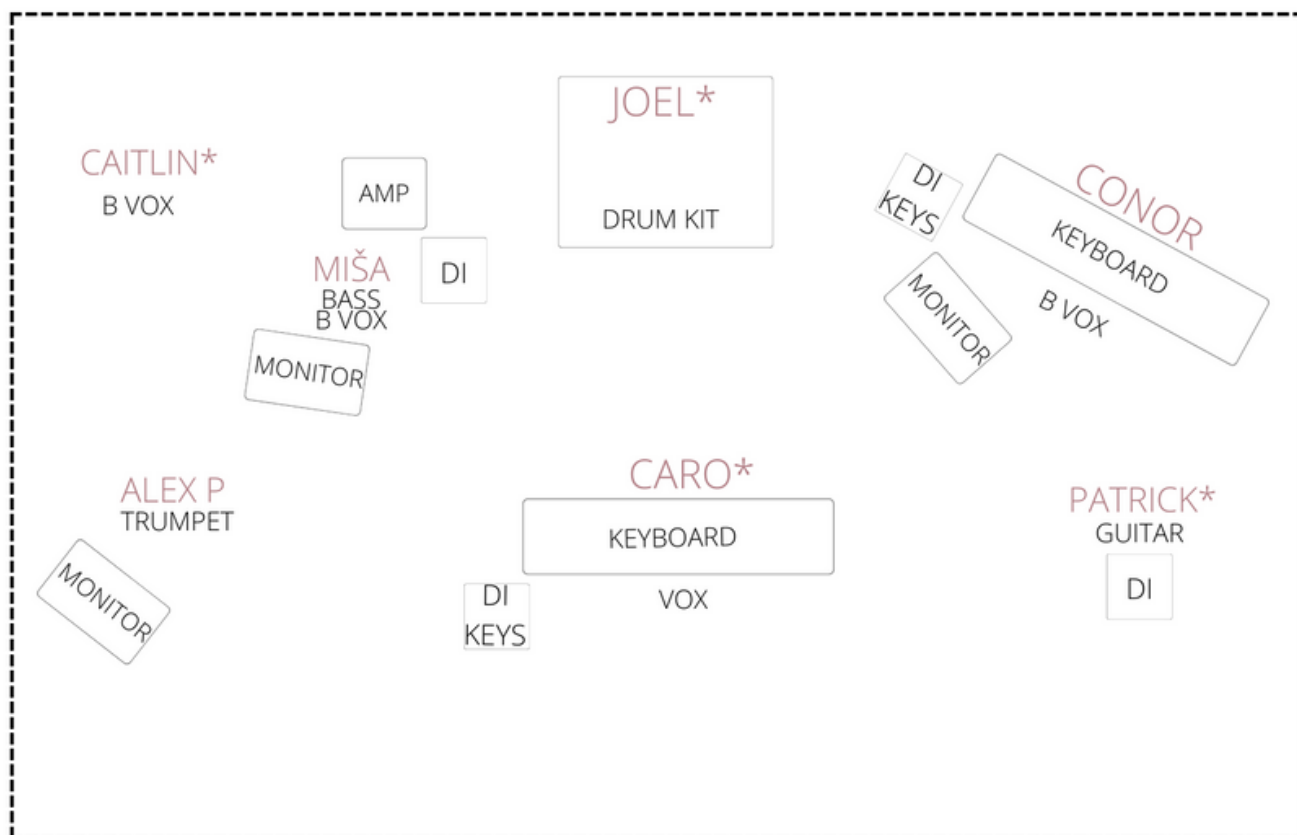 JOEL*
DRUM KIT
CAITLIN*
B VOX
AMP
MIŠA
BASS
B VOX
DI
MONITOR
DI
KEYS
CONOR
KEYBOARD
B VOX
MONITOR
ALEX P
TRUMPET
MONITOR
CARO*
KEYBOARD
VOX
DI
KEYS
PATRICK*
GUITAR
DI